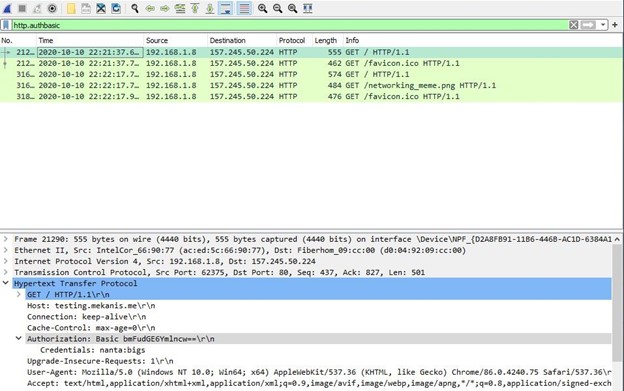 http.authbasic
No. Time Source Destination Protocol Length Info
212… 2020-10-10 22:21:37.6… 192.168.1.8 157.245.50.224 HTTP 555 GET / HTTP/1.1
212… 2020-10-10 22:21:37.7… 192.168.1.8 157.245.50.224 HTTP 462 GET /favicon.ico HTTP/1.1
316… 2020-10-10 22:22:17.7… 192.168.1.8 157.245.50.224 HTTP 574 GET / HTTP/1.1
316… 2020-10-10 22:22:17.9… 192.168.1.8 157.245.50.224 HTTP 484 GET /networking_meme.png HTTP/1.1
318… 2020-10-10 22:22:17.9… 192.168.1.8 157.245.50.224 HTTP 476 GET /favicon.ico HTTP/1.1
Frame 21290: 555 bytes on wire (4440 bits), 555 bytes captured (4440 bits) on interface \Device\NPF_{D2A8FB91-11B6-446B-AC1D-6384A1
Ethernet II, Src: IntelCor_66:90:77 (ac:ed:5c:66:90:77), Dst: Fiberhom_09:cc:00 (d0:04:92:09:cc:00)
Internet Protocol Version 4, Src: 192.168.1.8, Dst: 157.245.50.224
Transmission Control Protocol, Src Port: 62375, Dst Port: 80, Seq: 437, Ack: 827, Len: 501
Hypertext Transfer Protocol
GET / HTTP/1.1\r\n
Host: testing.mekanis.me\r\n
Connection: keep-alive\r\n
Cache-Control: max-age=0\r\n
Authorization: Basic bmFudGE6Ymlncw==\r\n
Credentials: nanta:bigs
Upgrade-Insecure-Requests: 1\r\n
User-Agent: Mozilla/5.0 (Windows NT 10.0; Win64; x64) AppleWebKit/537.36 (KHTML, like Gecko) Chrome/86.0.4240.75 Safari/537.36\r
Accept: text/html,application/xhtml+xml,application/xml;q=0.9,image/avif,image/webp,image/apng,*/*;q=0.8,application/signed-exch